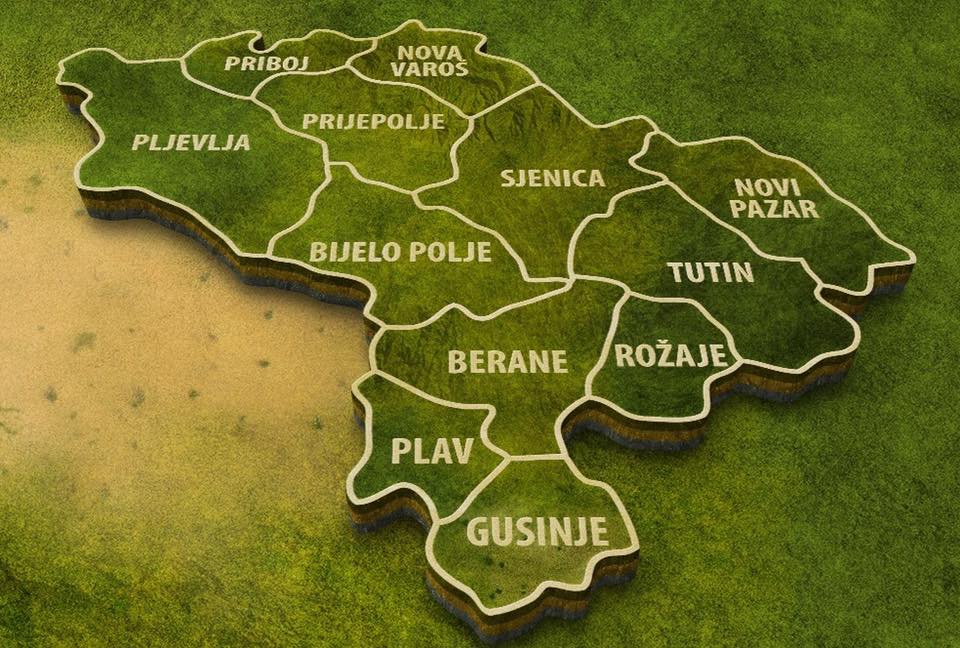 PRIBOJ
NOVA
VAROŠ
PRIJEPOLJE
PLJEVLJA
SJENICA
NOVI
PAZAR
BIJELO POLJE
TUTIN
BERANE
ROŽAJE
PLAV
GUSINJE